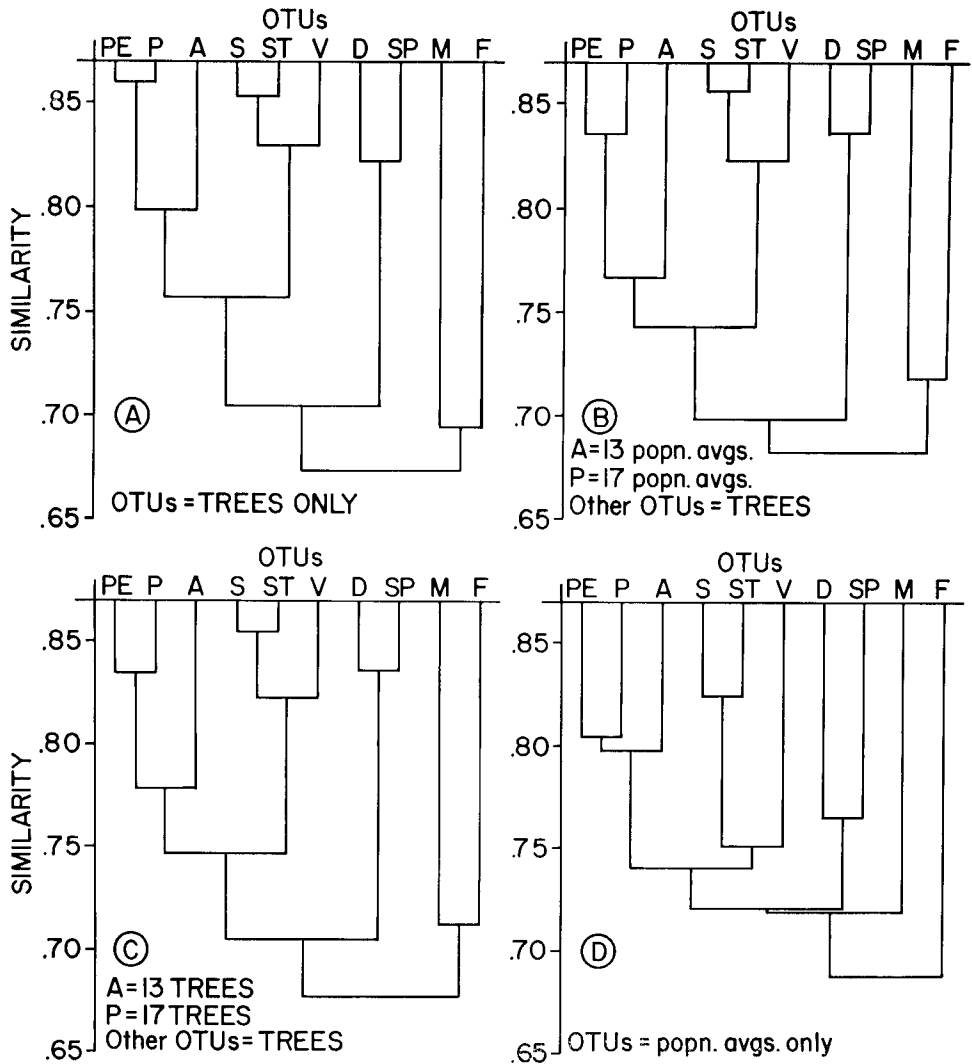 OTUs
PE P A S ST V D SP M F
.85
.80
.75
.70
.65
SIMILARITY
A
OTUs = TREES ONLY
OTUs
PE P A S ST V D SP M F
.85
.80
.75
.70
.65
B
A=13 popn. avgs.
P=17 popn. avgs.
Other OTUs = TREES
OTUs
PE P A S ST V D SP M F
.85
.80
.75
.70
.65
SIMILARITY
C
A=13 TREES
P=17 TREES
Other OTUs = TREES
OTUs
PE P A S ST V D SP M F
.85
.80
.75
.70
.65
D
OTUs = popn. avgs. only